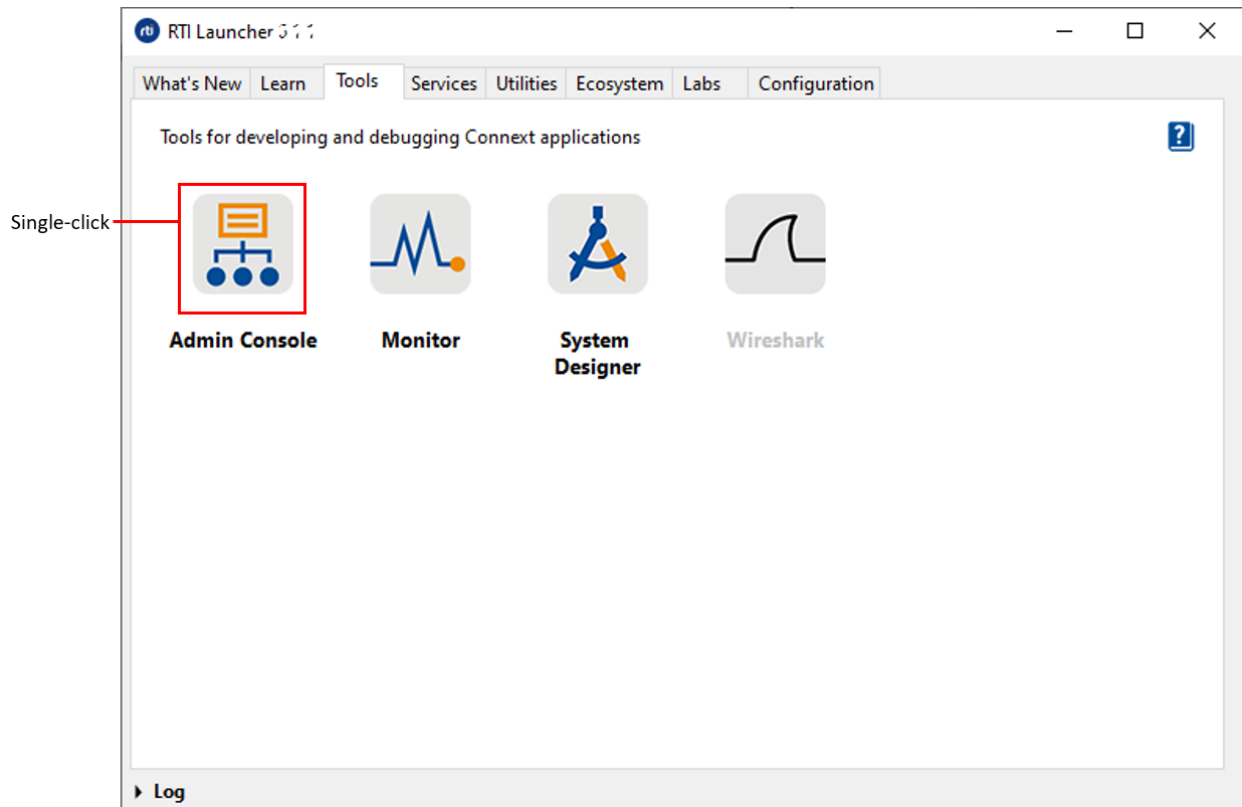 rti RTI Launcher
What's New Learn Tools Services Utilities Ecosystem Labs Configuration
Tools for developing and debugging Connext applications
?
Single-click
Admin Console Monitor System Wireshark
Designer
Log